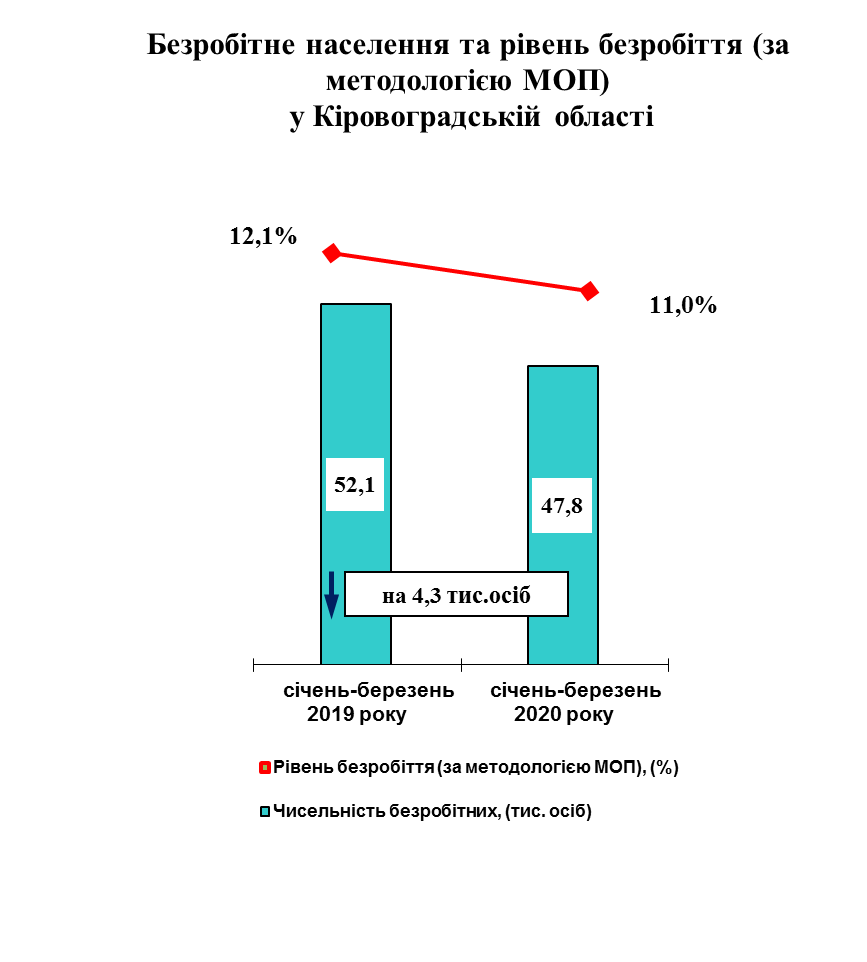 Безробітне населення та рівень безробіття (за
методологією МОП)
у Кіровоградській області
12,1%
11,0%
52,1
47,8
на 4,3 тис.осіб
січень-березень
2019 року
січень-березень
2020 року
Рівень безробіття (за методологією МОП), (%)
Чисельність безробітних, (тис. осіб)